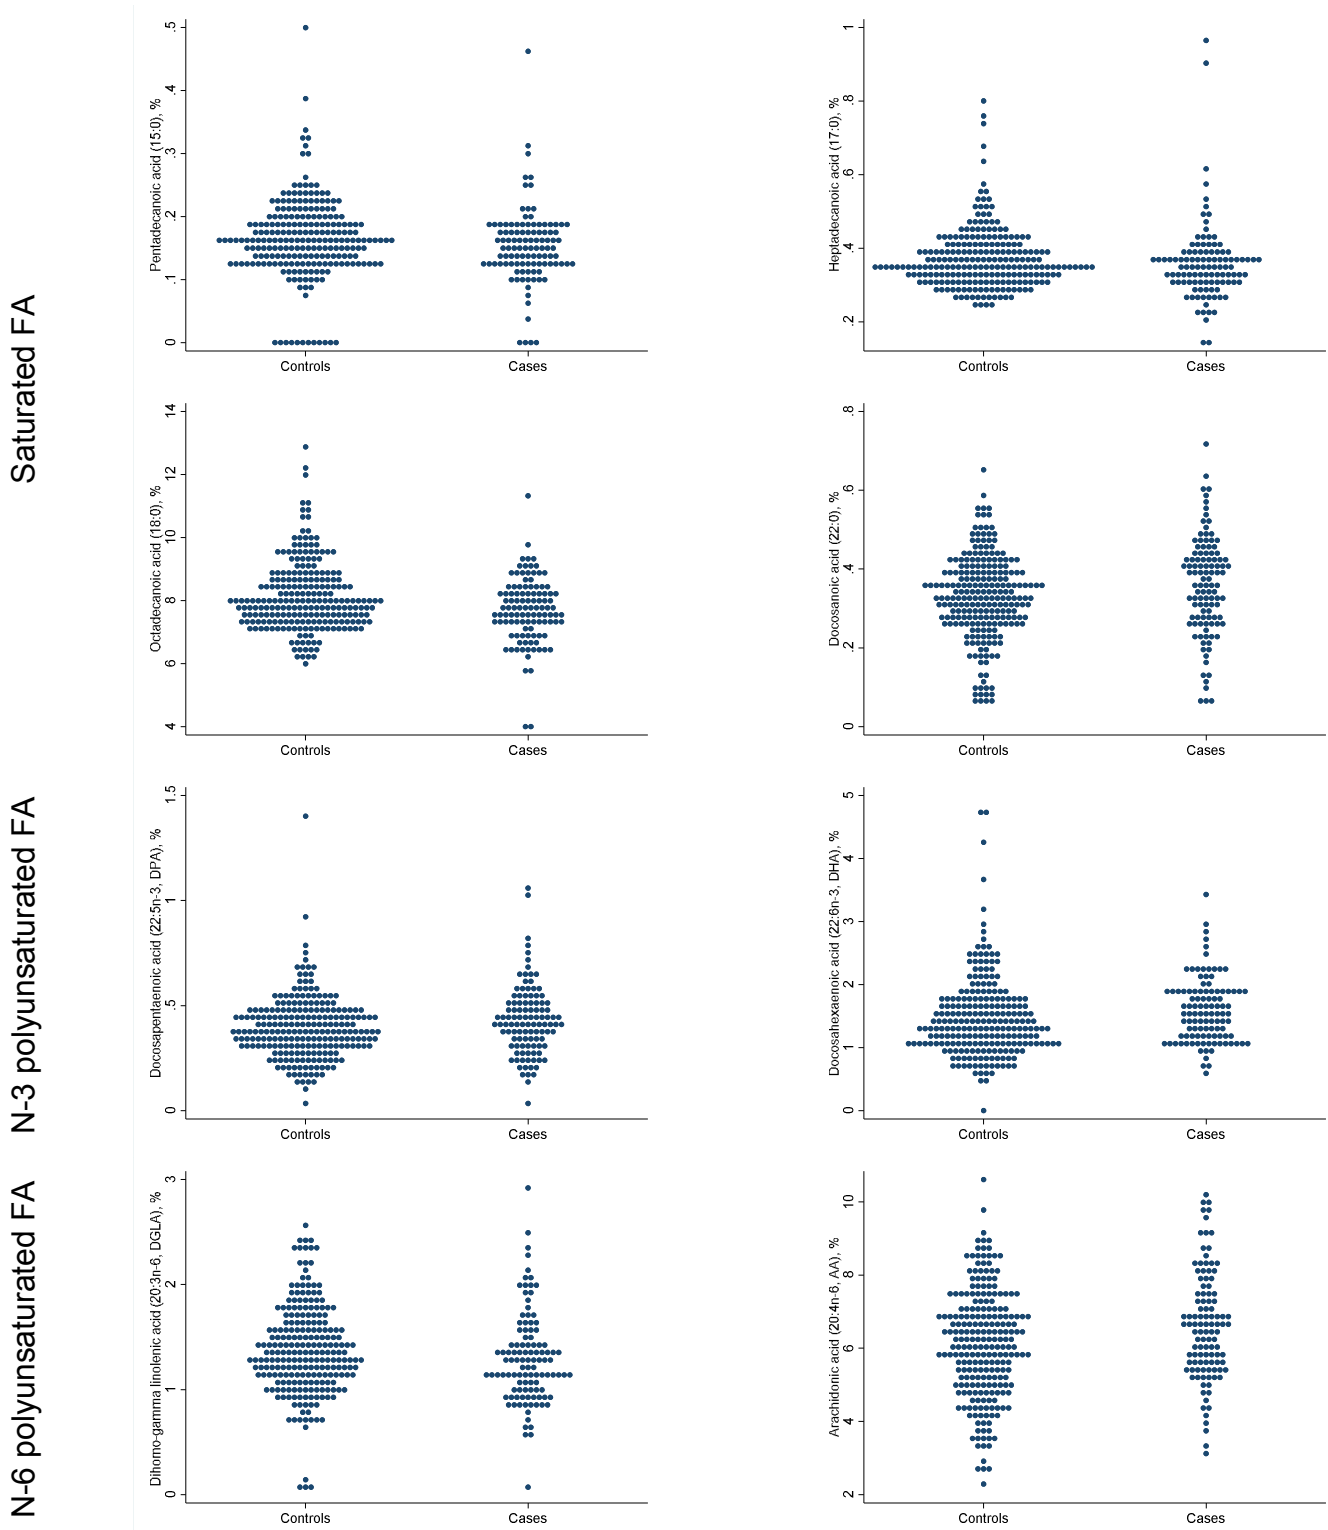 Saturated FA
Pentadecanoic acid (15:0), %
0 .1 .2 .3 .4 .5
Controls Cases
Heptadecanoic acid (17:0), %
.2 .4 .6 .8 1
Controls Cases
Octadecanoic acid (18:0), %
4 6 8 10 12 14
Controls Cases
Docosanoic acid (22:0), %
0 .2 .4 .6 .8
Controls Cases
N-3 polyunsaturated FA
Docosapentaenoic acid (22:5n-3, DPA), %
0 .5 1 1.5
Controls Cases
Docosahexaenoic acid (22:6n-3, DHA), %
0 1 2 3 4 5
Controls Cases
N-6 polyunsaturated FA
Dihomo-gamma linolenic acid (20:3n-6, DGLA), %
0 1 2 3
Controls Cases
Arachidonic acid (20:4n-6, AA), %
2 4 6 8 10
Controls Cases